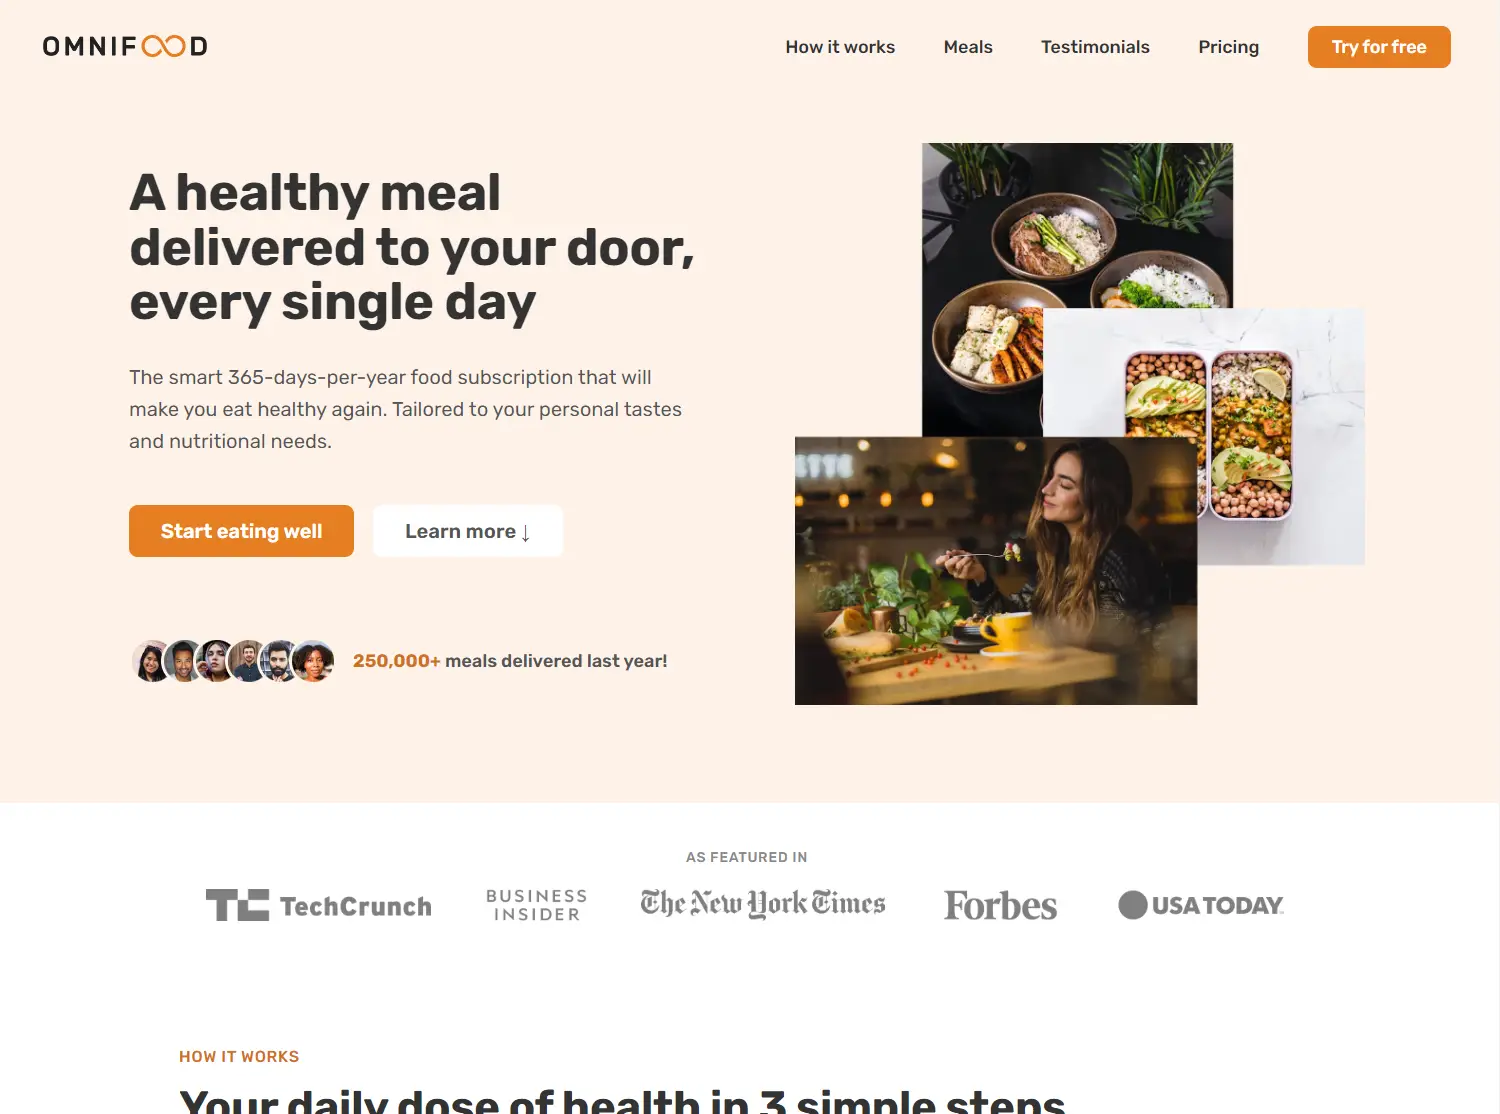 OMNIFOOD
How it works
Meals
Testimonials
Pricing
Try for free
A healthy meal
delivered to your door,
every single day
The smart 365-days-per-year food subscription that will
make you eat healthy again. Tailored to your personal tastes
and nutritional needs.
Start eating well
Learn more ↓
250,000+ meals delivered last year!
AS FEATURED IN
TC TechCrunch
BUSINESS
INSIDER
The New York Times
Forbes
USA TODAY
HOW IT WORKS
Your daily dose of health in 3 simple steps